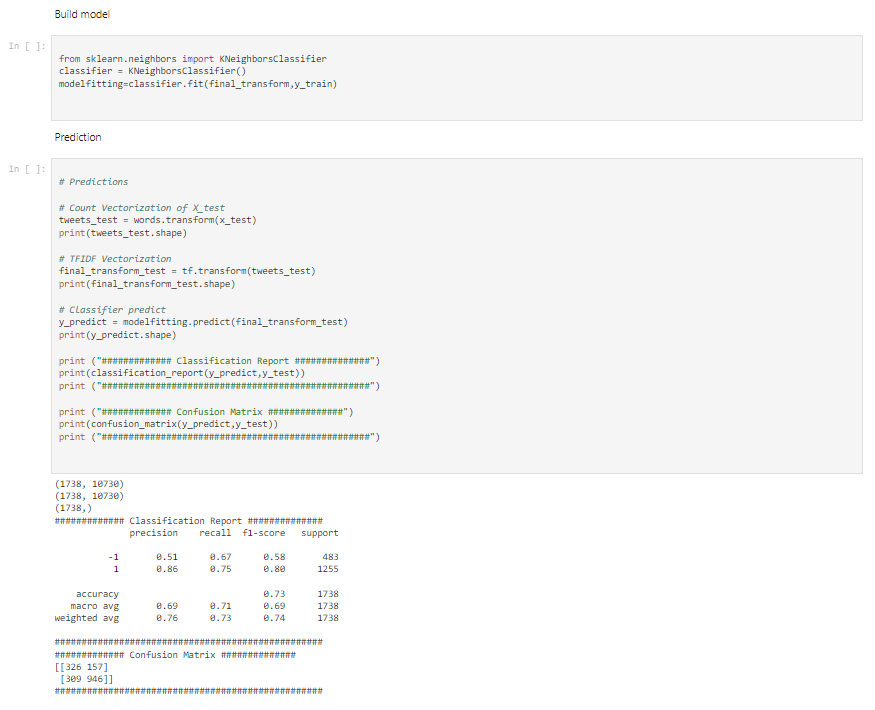 Build model
In [ ]:
from sklearn.neighbors import KNeighborsClassifier
classifier = KNeighborsClassifier()
modelfitting=classifier.fit(final_transform,y_train)
Prediction
In [ ]:
# Predictions
# Count Vectorization of X_test
tweets_test = words.transform(x_test)
print(tweets_test.shape)
# TFIDF Vectorization
final_transform_test = tf.transform(tweets_test)
print(final_transform_test.shape)
# Classifier predict
y_predict = modelfitting.predict(final_transform_test)
print(y_predict.shape)
print ("############# Classification Report ##############")
print(classification_report(y_predict,y_test))
print ("##################################################")
print ("############# Confusion Matrix ##############")
print(confusion_matrix(y_predict,y_test))
print ("##################################################")
(1738, 10730)
(1738, 10730)
(1738,)
############# Classification Report ##############
precision recall f1-score support
-1 0.51 0.67 0.58 483
1 0.86 0.75 0.80 1255
accuracy 0.73 1738
macro avg 0.69 0.71 0.69 1738
weighted avg 0.76 0.73 0.74 1738
##################################################
############# Confusion Matrix ##############
[[326 157]
[309 946]]
##################################################